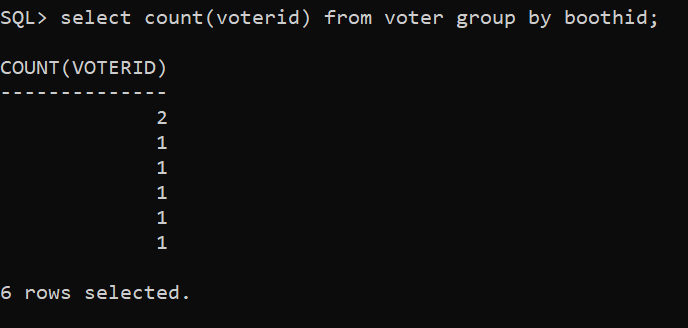 SQL> select count(voterid) from voter group by boothid;
COUNT(VOTERID)
--------------
2
1
1
1
1
1
6 rows selected.